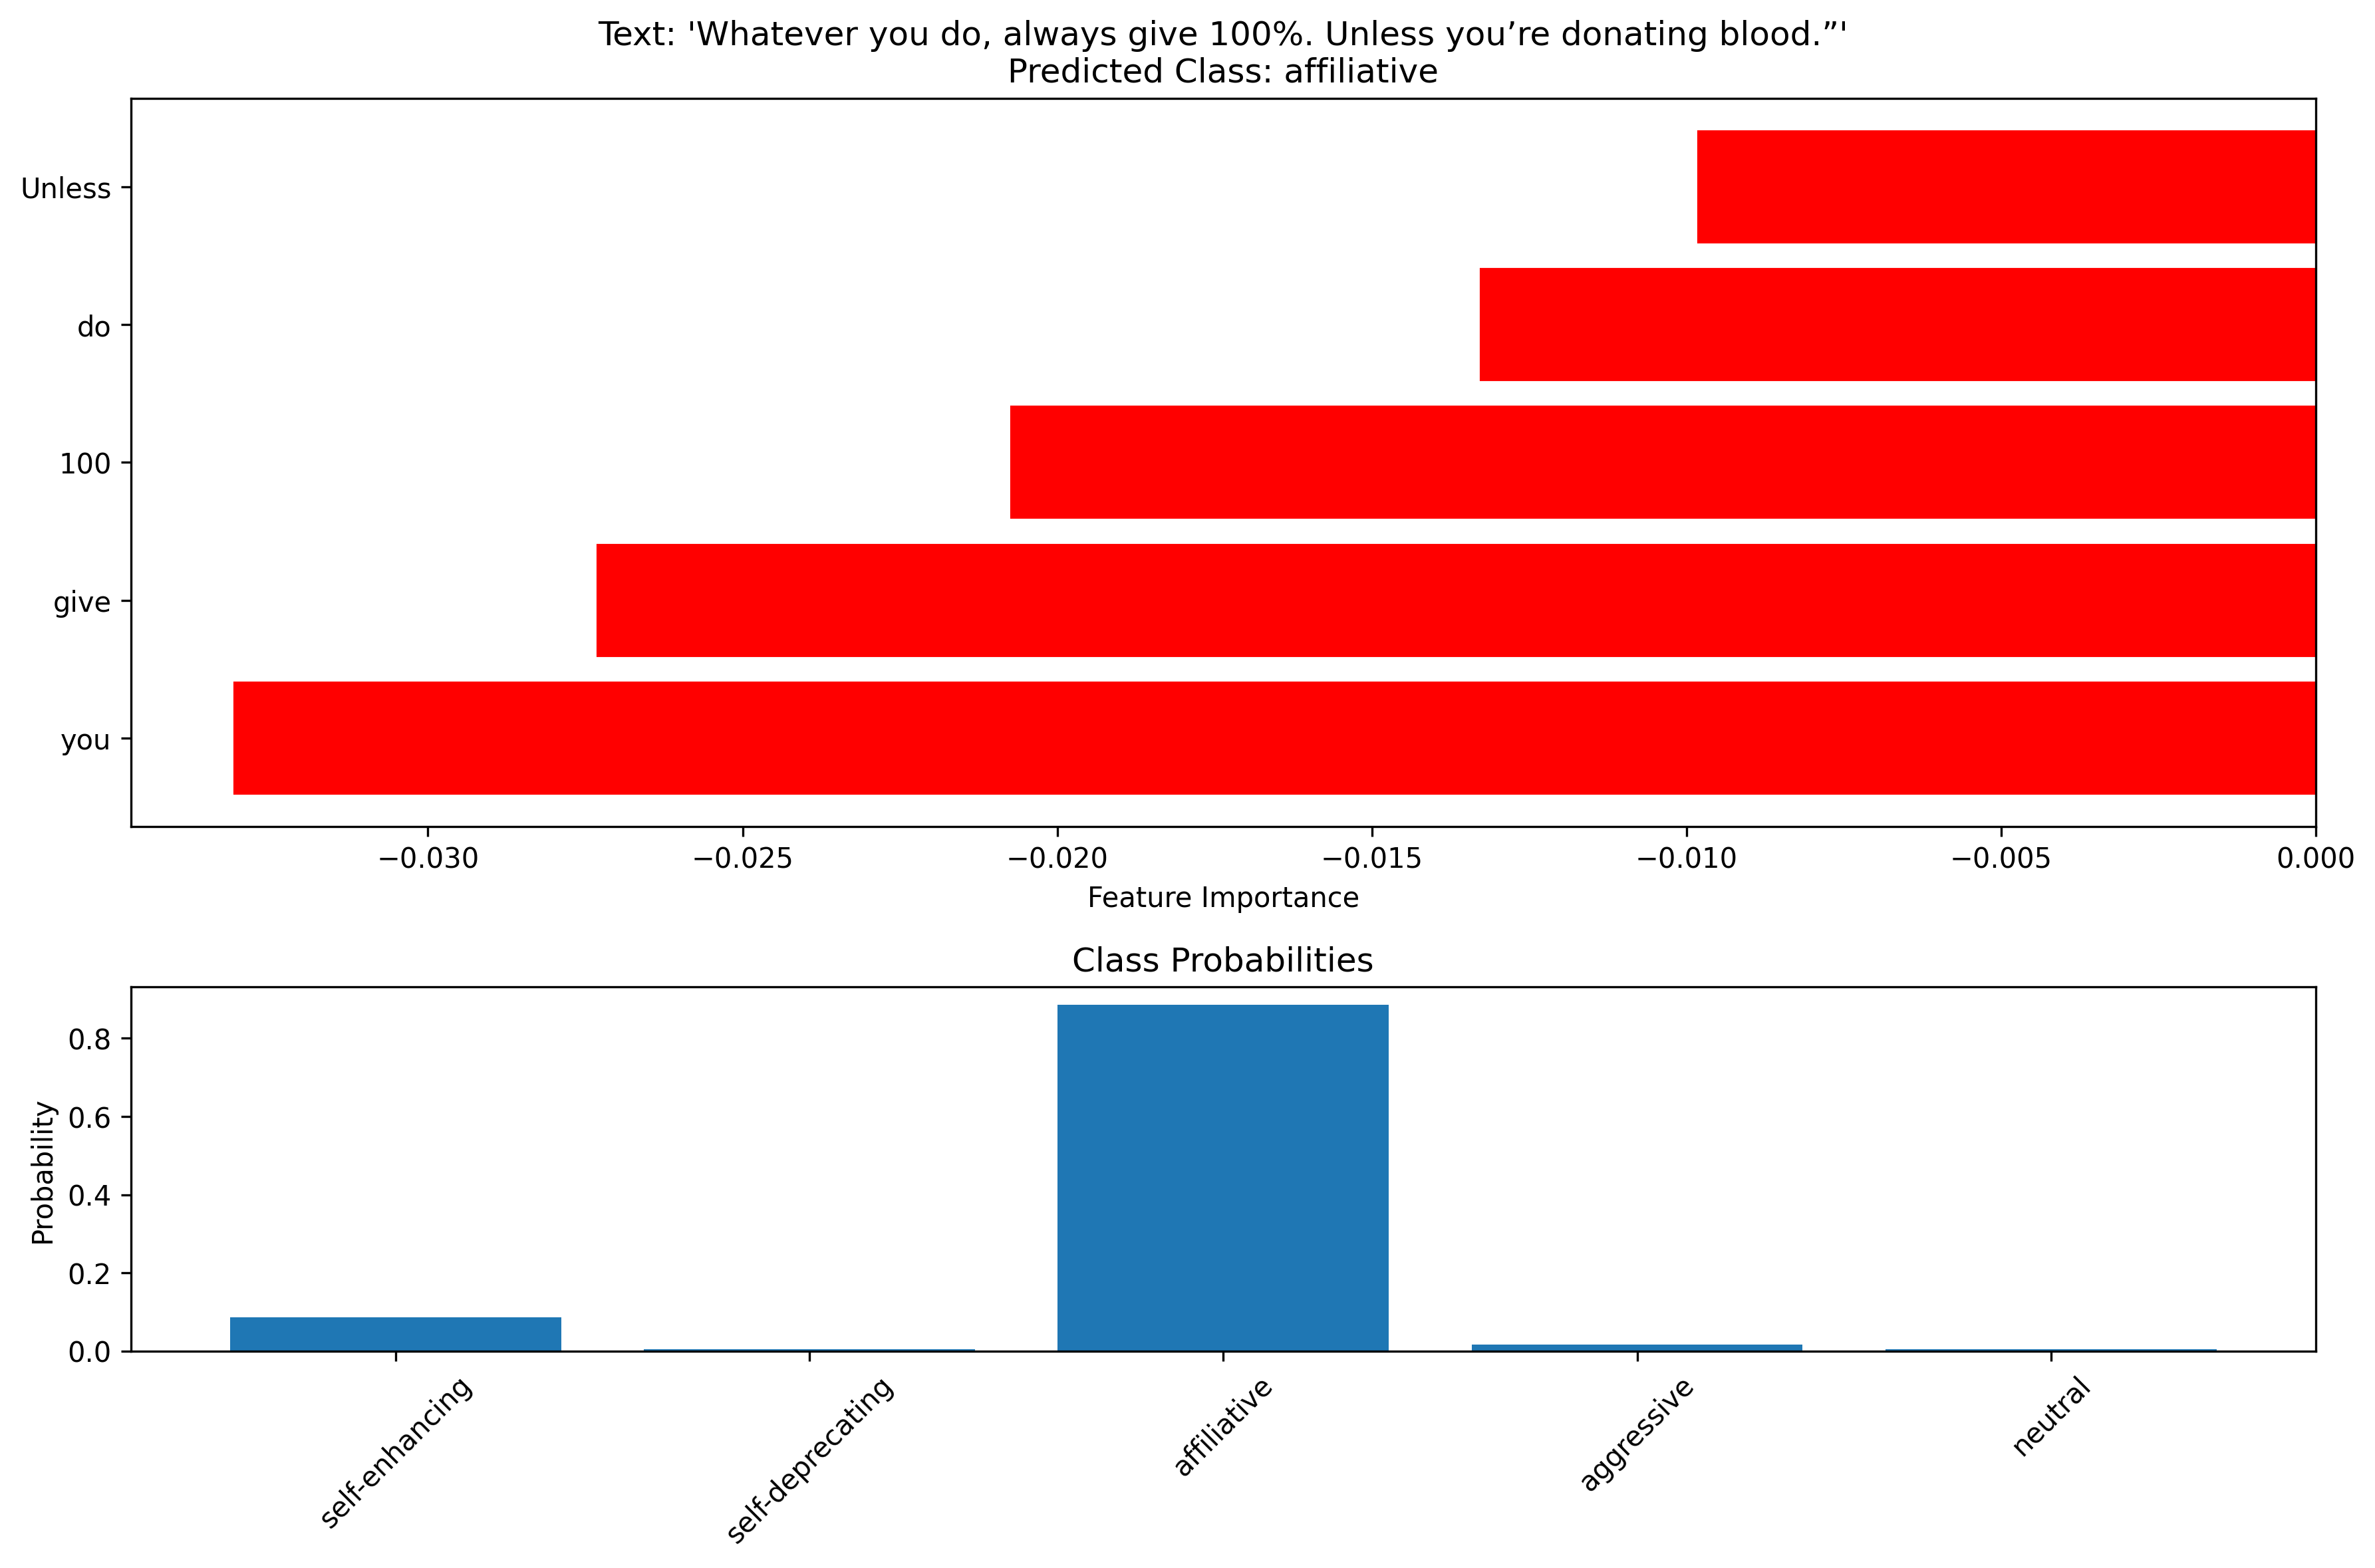 Text: 'Whatever you do, always give 100%. Unless you’re donating blood.”'
Predicted Class: affiliative
Unless
do
100
give
you
−0.030 −0.025 −0.020 −0.015 −0.010 −0.005 0.000
Feature Importance
Class Probabilities
Probability
0.8
0.6
0.4
0.2
0.0
self-enhancing self-deprecating affiliative aggressive neutral